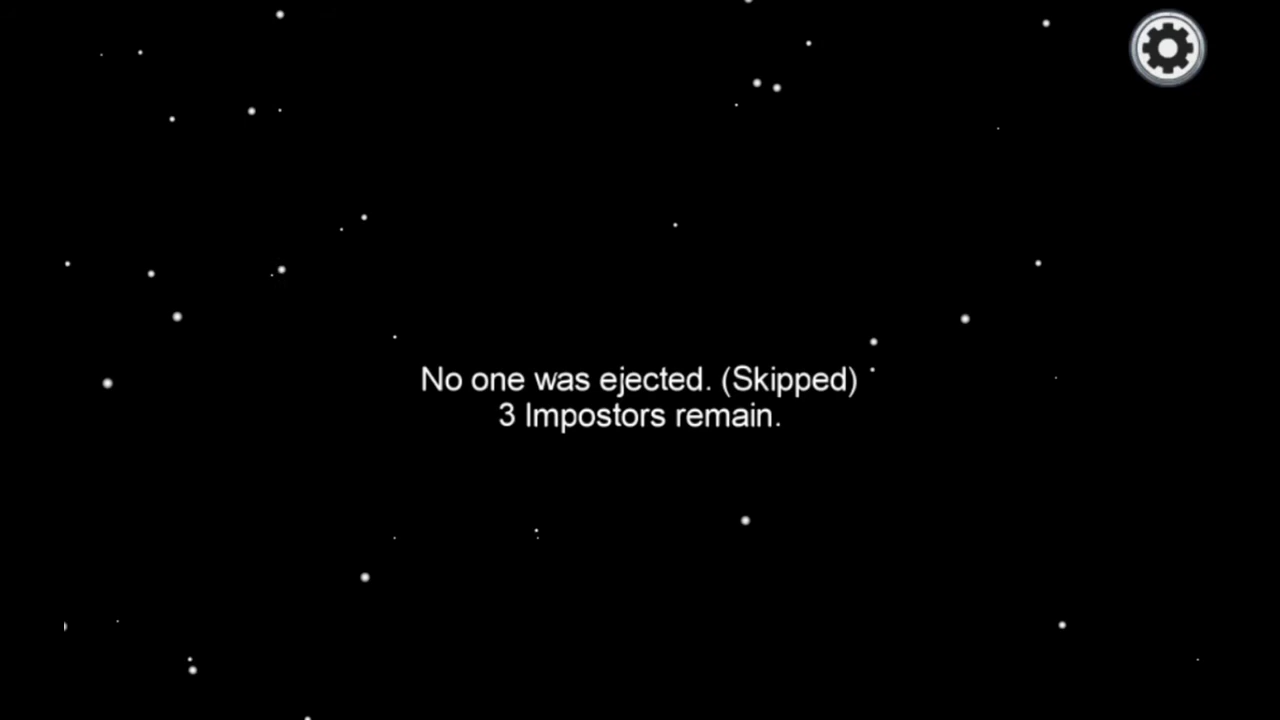 No one was ejected. (Skipped)
3 Impostors remain.